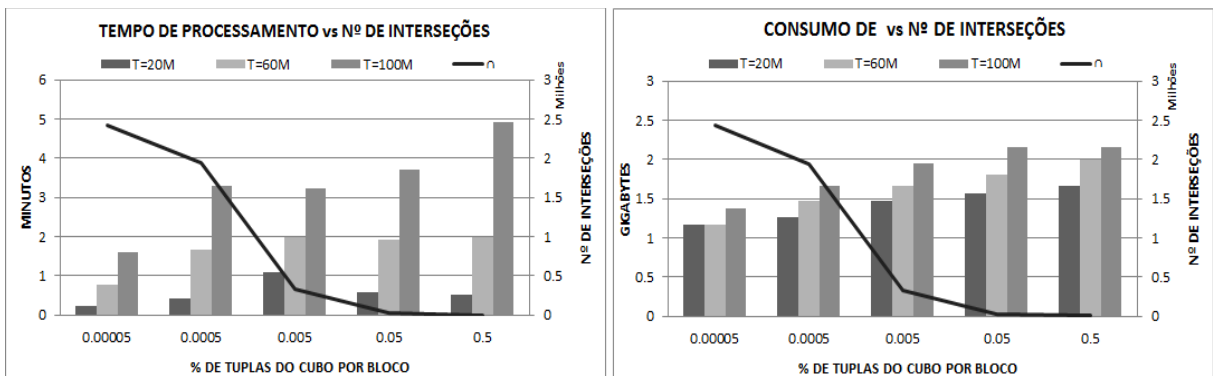 TEMPO DE PROCESSAMENTO vs Nº DE INTERSEÇÕES
T=20M T=60M T=100M ∩
MINUTOS
6
5
4
3
2
1
0
3
2.5
2
1.5
1
0.5
0
Milhões
Nº DE INTERSEÇÕES
0.00005 0.0005 0.005 0.05 0.5
% DE TUPLAS DO CUBO POR BLOCO
CONSUMO DE vs Nº DE INTERSEÇÕES
T=20M T=60M T=100M ∩
GIGABYTES
3
2.5
2
1.5
1
0.5
0
3
2.5
2
1.5
1
0.5
0
Milhões
Nº DE INTERSEÇÕES
0.00005 0.0005 0.005 0.05 0.5
% DE TUPLAS DO CUBO POR BLOCO